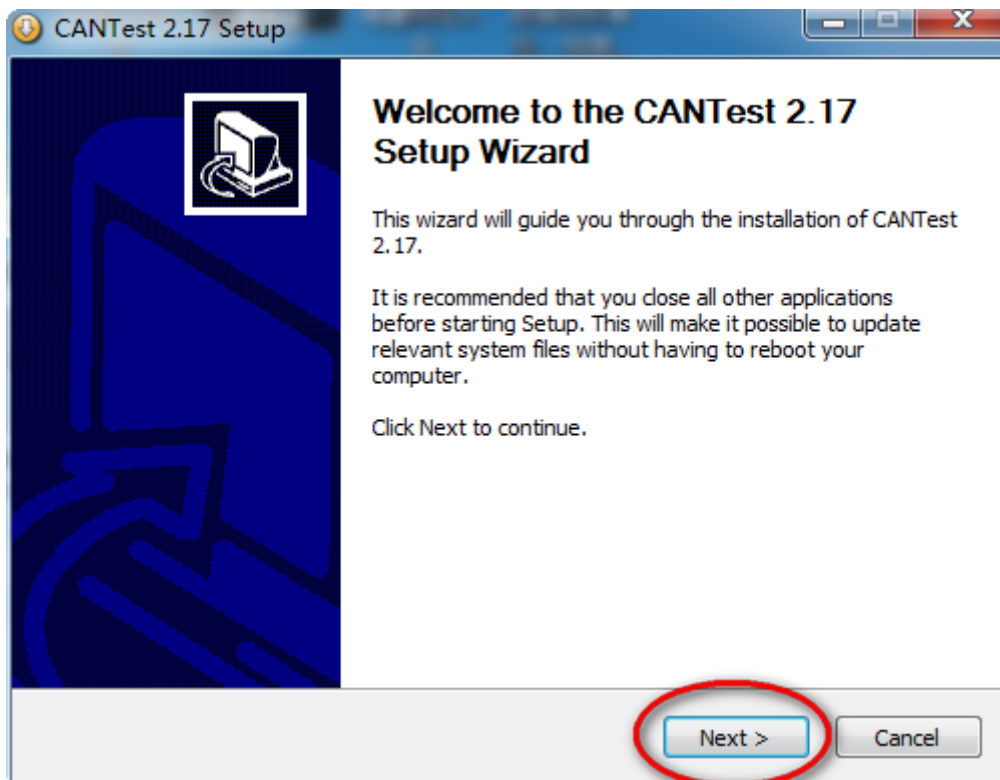 CANTest 2.17 Setup
Welcome to the CANTest 2.17
Setup Wizard
This wizard will guide you through the installation of CANTest
2.17.
It is recommended that you close all other applications
before starting Setup. This will make it possible to update
relevant system files without having to reboot your
computer.
Click Next to continue.
Next >
Cancel